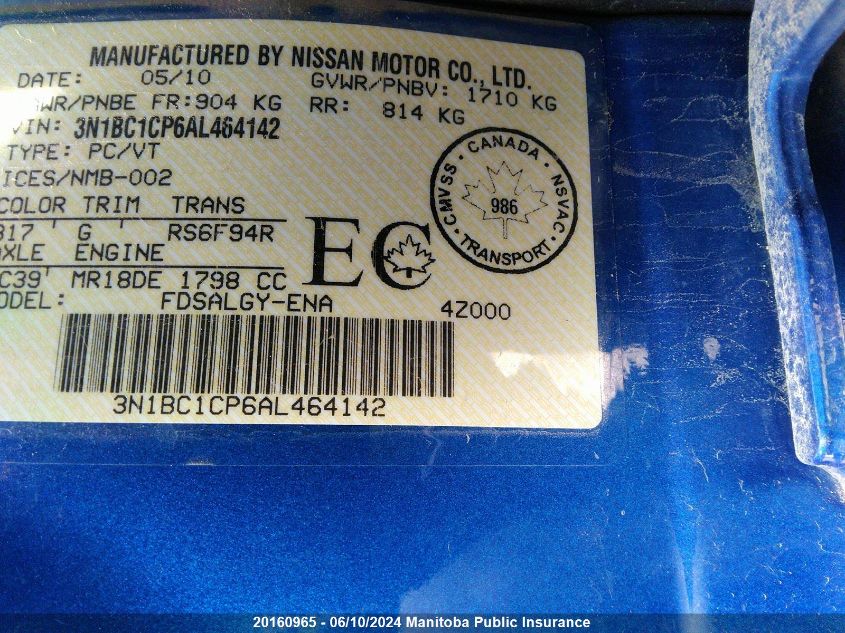 MANUFACTURED BY NISSAN MOTOR CO., LTD.
DATE: 05/10 GVWR/PNBV: 1710 KG
WR/PNBE FR: 904 KG RR: 814 KG
VIN: 3N1BC1CP6AL464142
TYPE: PC/VT
ICES/NMB-002
COLOR TRIM TRANS
B17 G RS6F94R
AXLE ENGINE
C39 MR18DE 1798 CC
ODEL: FDSALGY-ENA 4Z000
EC
CMVSS · CANADA · NSVAC · TRANSPORT ·
986
3N1BC1CP6AL464142
20160965 - 06/10/2024 Manitoba Public Insurance